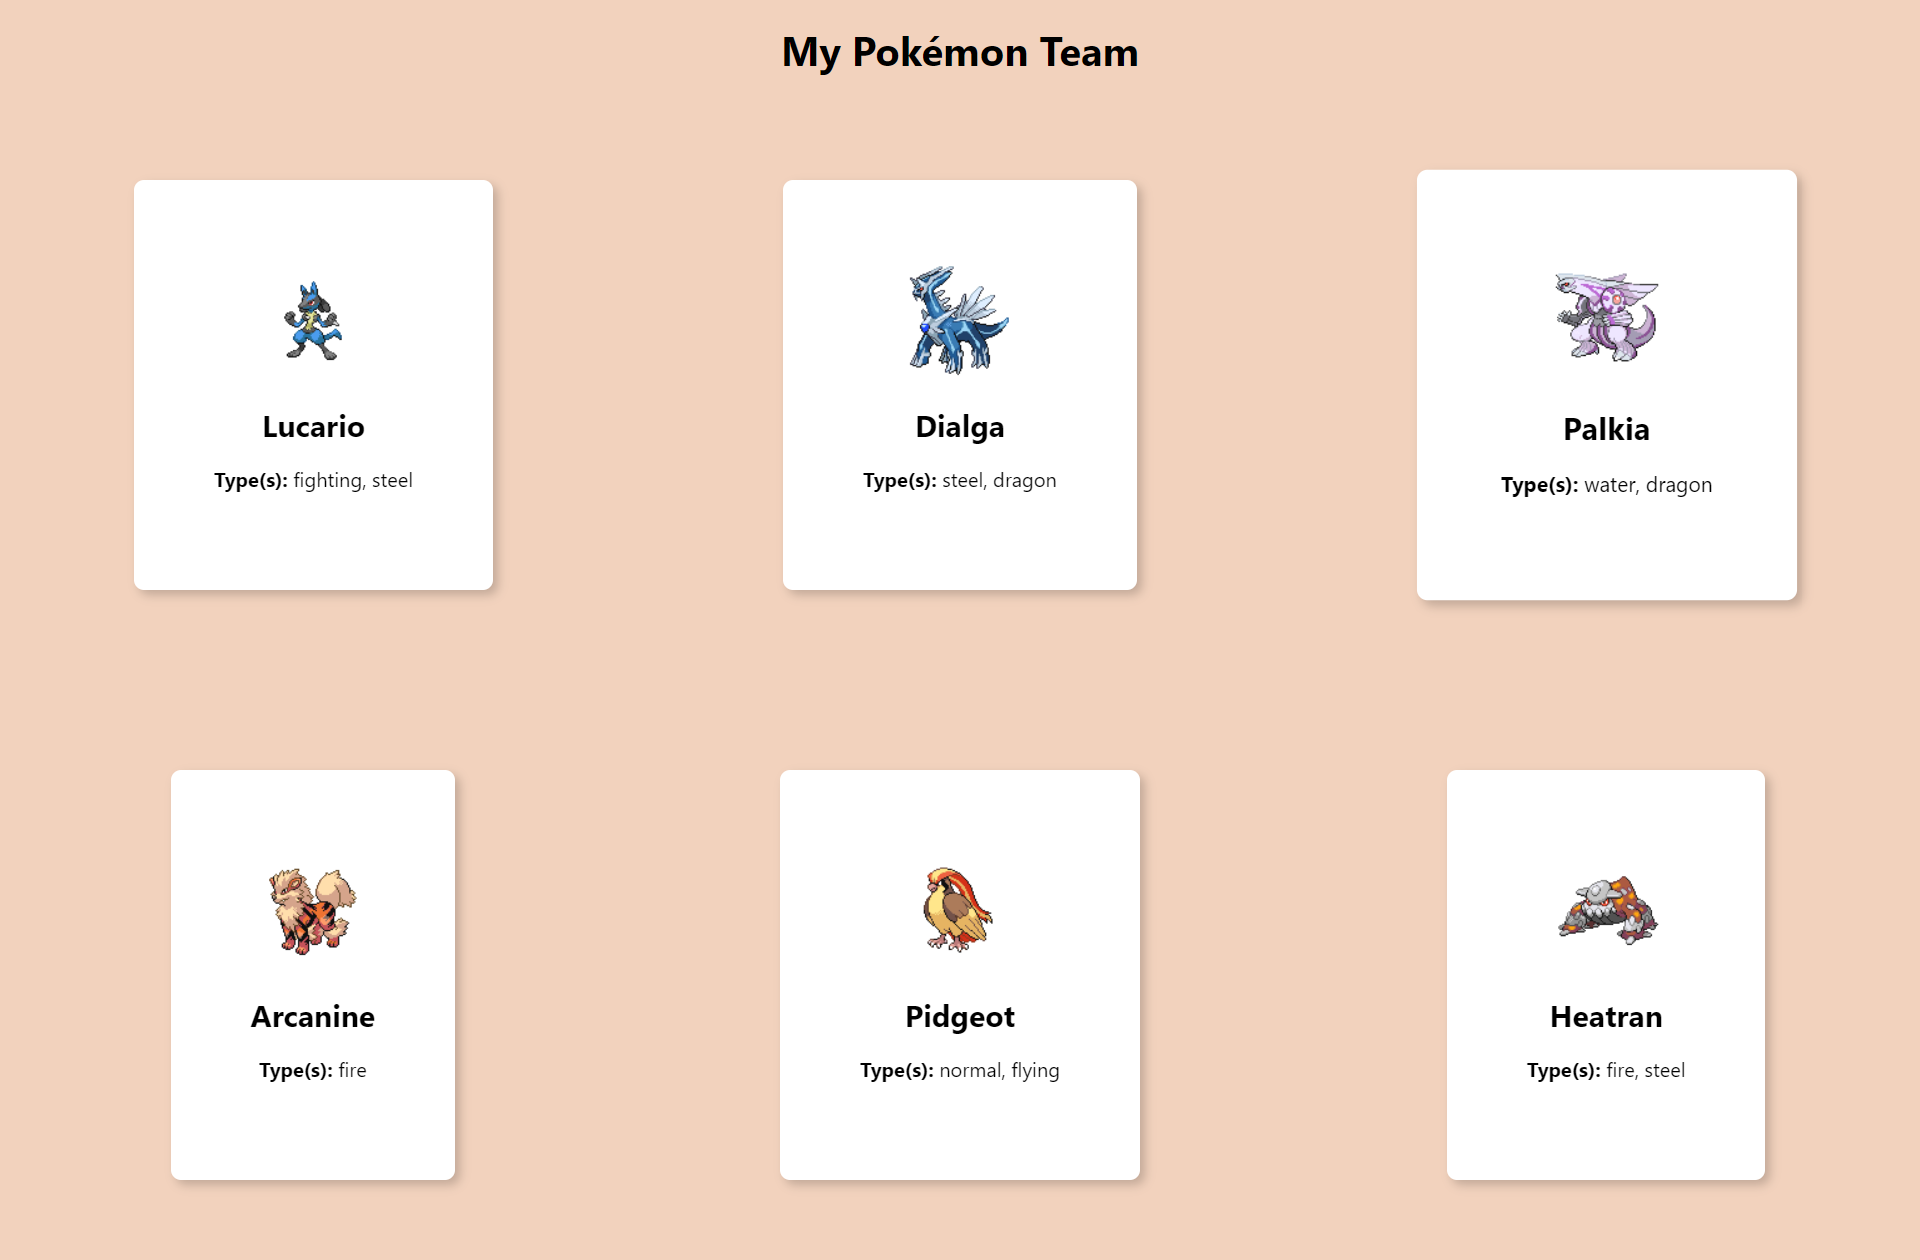 My Pokémon Team
Lucario
Type(s): fighting, steel
Dialga
Type(s): steel, dragon
Palkia
Type(s): water, dragon
Arcanine
Type(s): fire
Pidgeot
Type(s): normal, flying
Heatran
Type(s): fire, steel